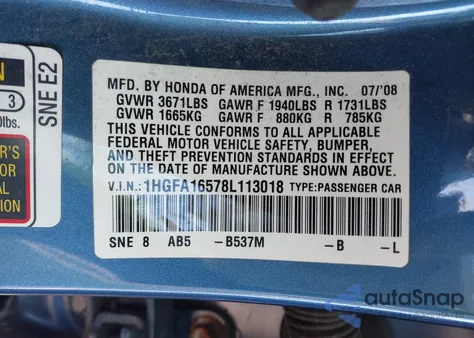 MFD. BY HONDA OF AMERICA MFG., INC. 07/'08
GVWR 3671LBS GAWR F 1940LBS R 1731LBS
GVWR 1665KG GAWR F 880KG R 785KG
THIS VEHICLE CONFORMS TO ALL APPLICABLE
FEDERAL MOTOR VEHICLE SAFETY, BUMPER,
AND THEFT PREVENTION STANDARDS IN EFFECT ON
THE DATE OF MANUFACTURE SHOWN ABOVE.
V.I.N.: 1HGFA16578L113018 TYPE:PASSENGER CAR
SNE 8 AB5 -B537M -B -L
SNE E2
N
3
0lbs.
R'S
autoSnap